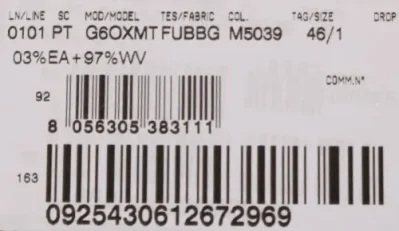 LN/LINE SC MOD/MODEL TES/FABRIC COL. TAG/SIZE DROP
0101 PT G6OXMT FUBBG M5039 46/1
03%EA+97%WV
COMM.N°
92
8 056305 383111
163
09254430612672969